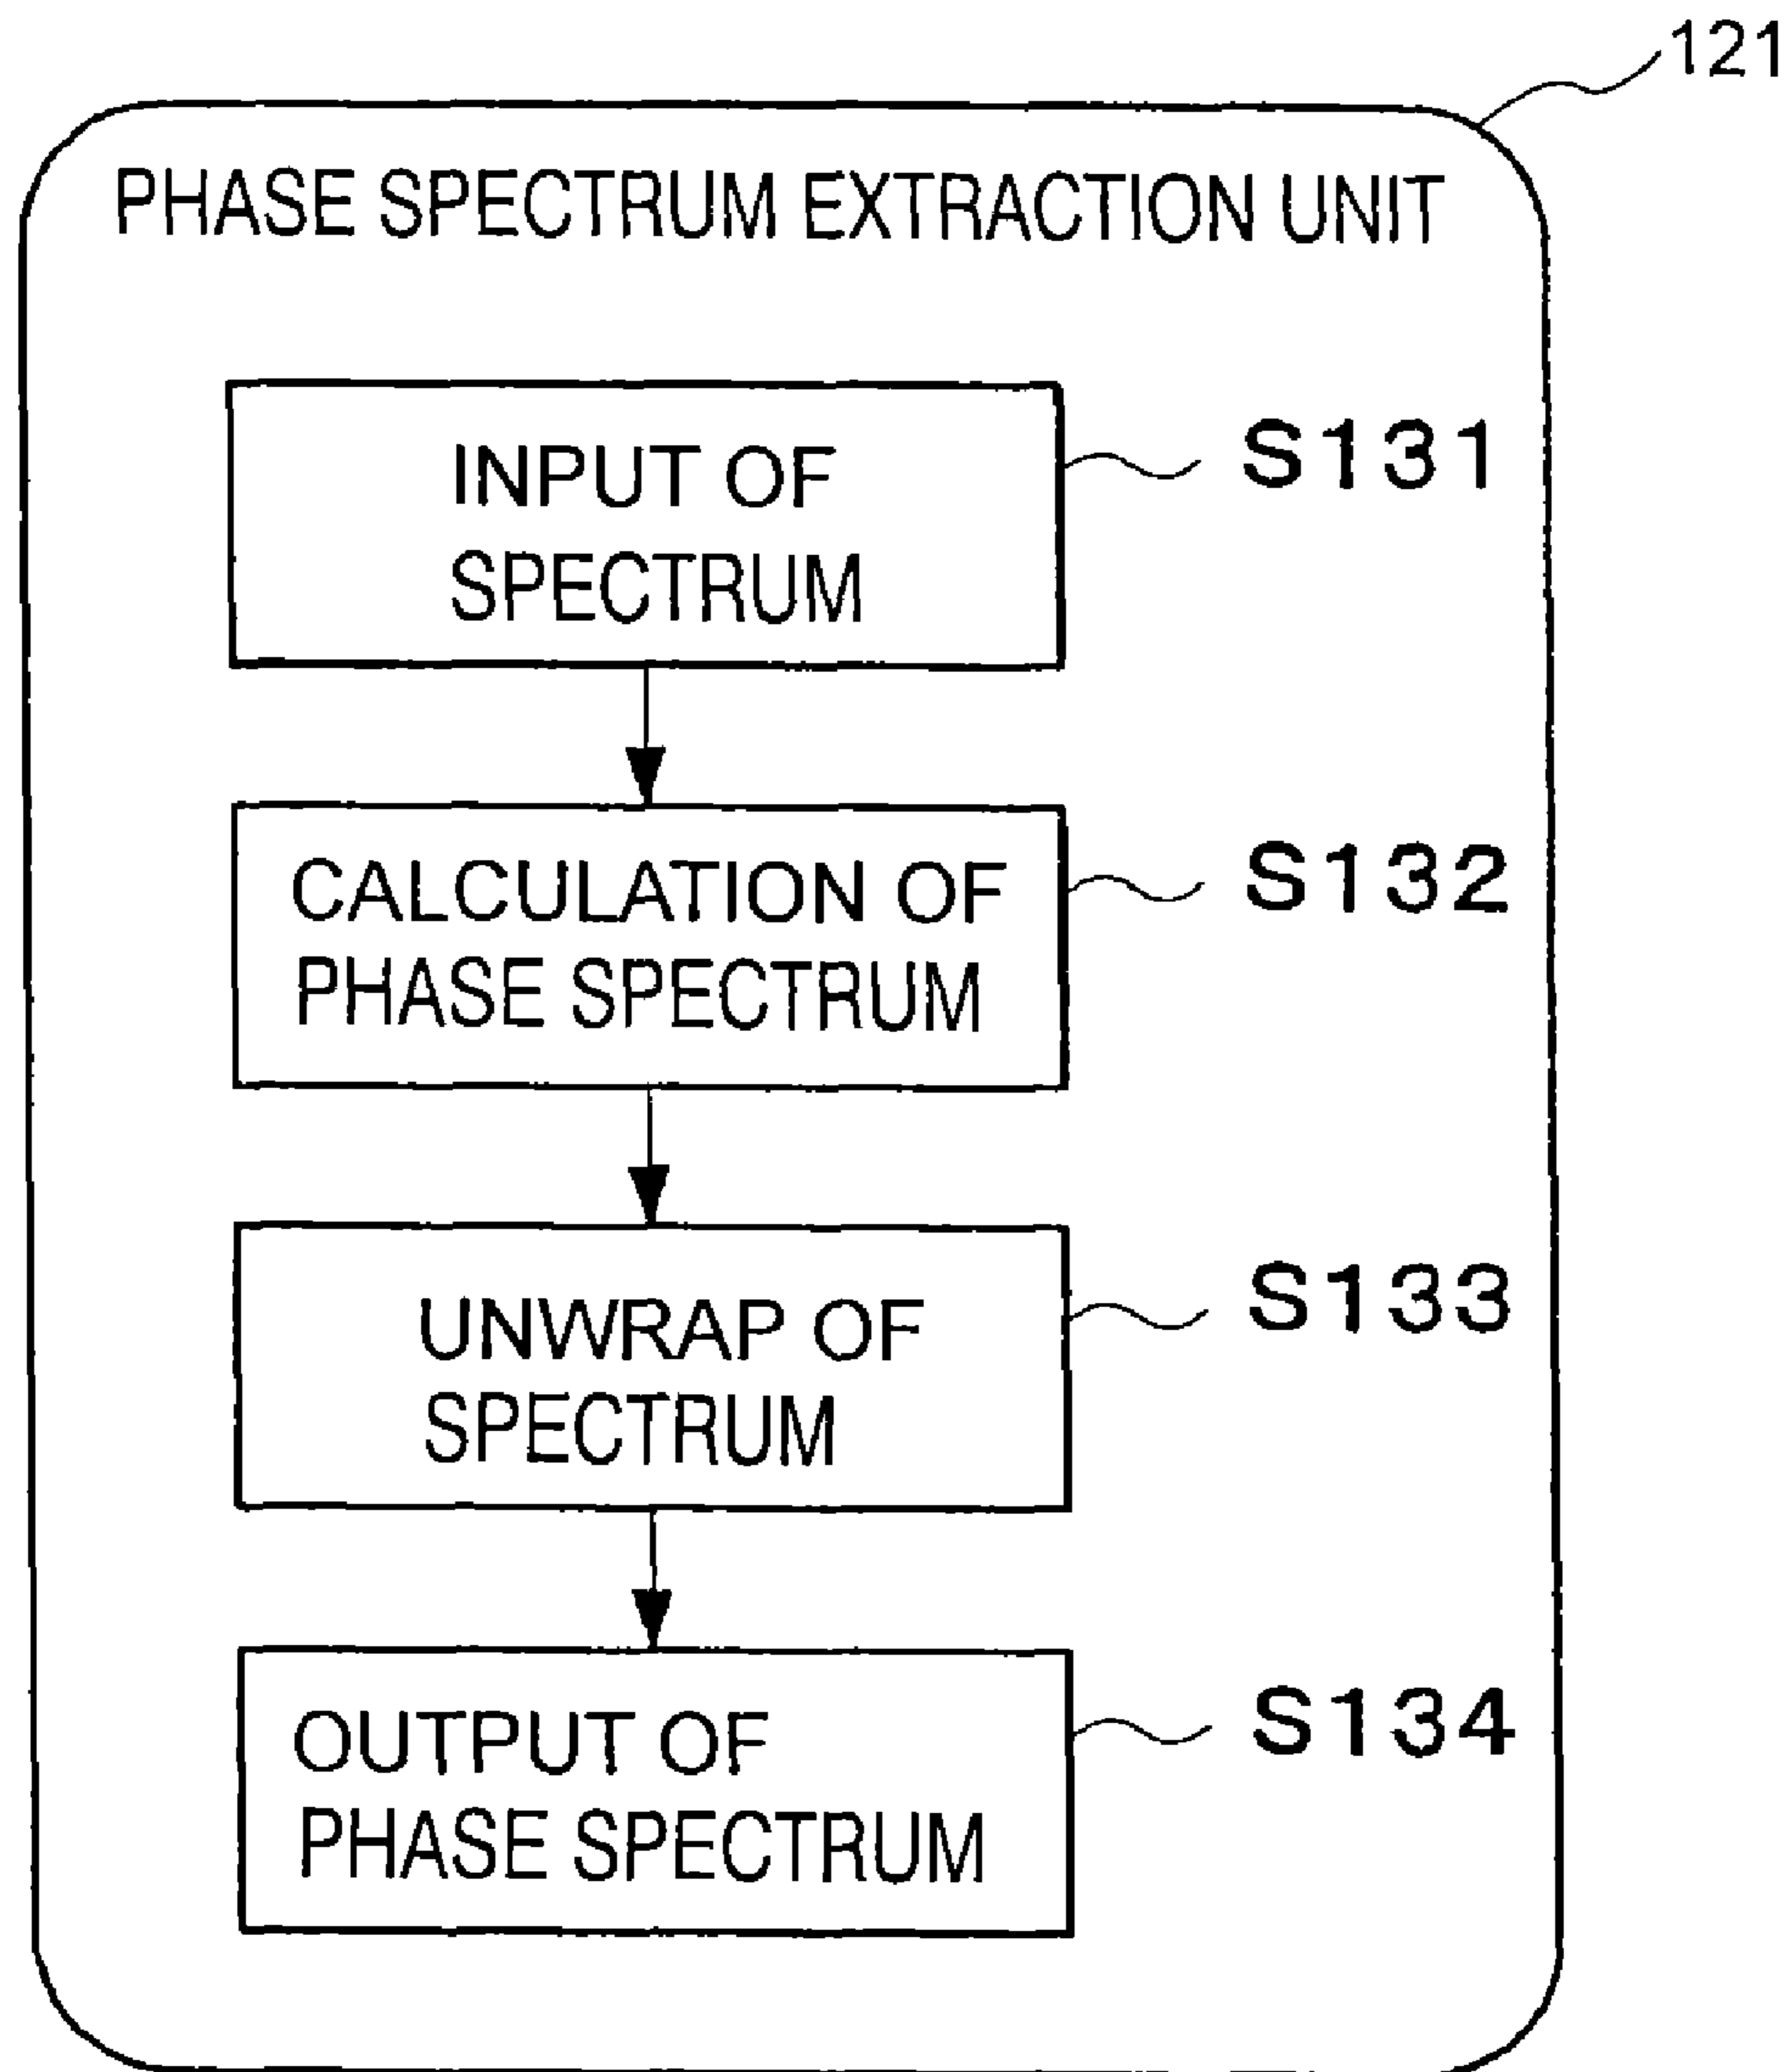 121
PHASE SPECTRUM EXTRACTION UNIT
INPUT OF
SPECTRUM
S131
CALCULATION OF
PHASE SPECTRUM
S132
UNWRAP OF
SPECTRUM
S133
OUTPUT OF
PHASE SPECTRUM
S134